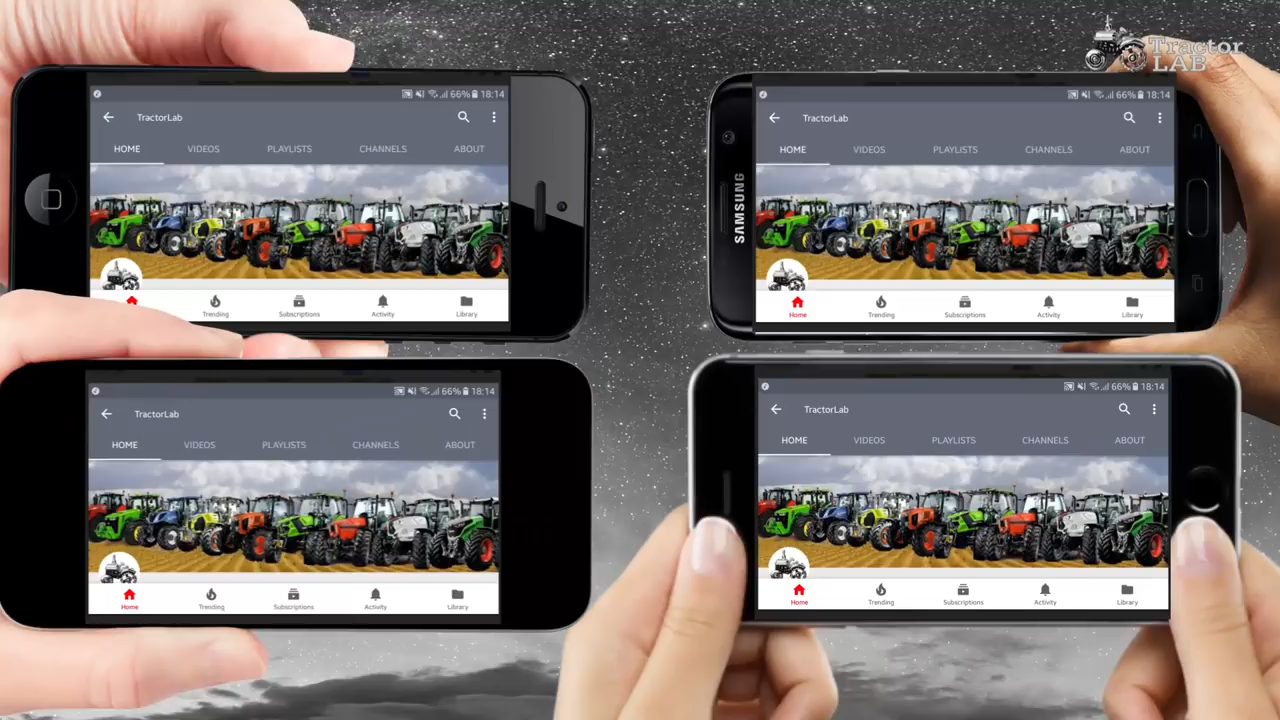 Tractor
LAB
66% 18:14
TractorLab
HOME VIDEOS PLAYLISTS CHANNELS ABOUT
Trending Subscriptions Activity Library
SAMSUNG
66% 18:14
TractorLab
HOME VIDEOS PLAYLISTS CHANNELS ABOUT
Home Trending Subscriptions Activity Library
66% 18:14
TractorLab
HOME VIDEOS PLAYLISTS CHANNELS ABOUT
Home Trending Subscriptions Activity Library
66% 18:14
TractorLab
HOME VIDEOS PLAYLISTS CHANNELS ABOUT
Home Trending Subscriptions Activity Library